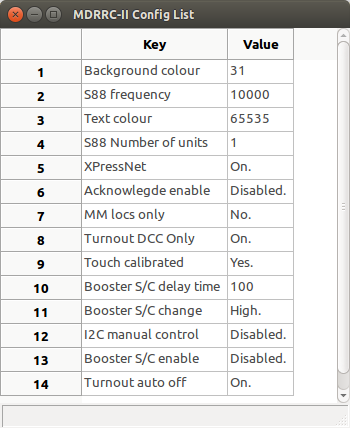 MDRRC-II Config List
Key Value
1 Background colour 31
2 S88 frequency 10000
3 Text colour 65535
4 S88 Number of units 1
5 XPressNet On.
6 Acknowlegde enable Disabled.
7 MM locs only No.
8 Turnout DCC Only On.
9 Touch calibrated Yes.
10 Booster S/C delay time 100
11 Booster S/C change High.
12 I2C manual control Disabled.
13 Booster S/C enable Disabled.
14 Turnout auto off On.